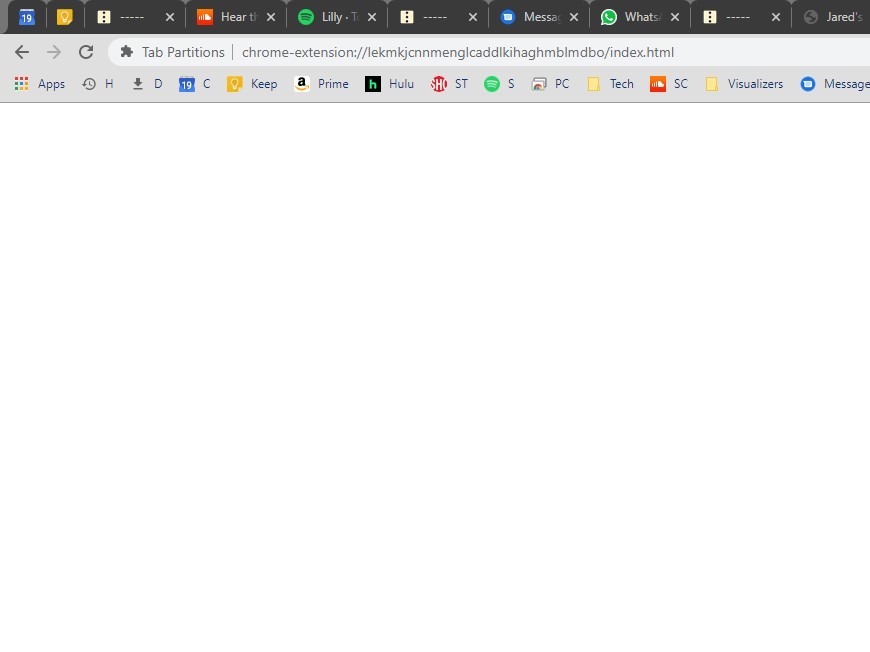 19 ----- Hear th Lilly · T ----- Messa Whats ----- Jared's
Tab Partitions chrome-extension://lekmkjcnnmenglcaddlkihaghmblmdbo/index.html
Apps H D 19 C Keep a Prime h Hulu SHO ST S PC Tech SC Visualizers Message